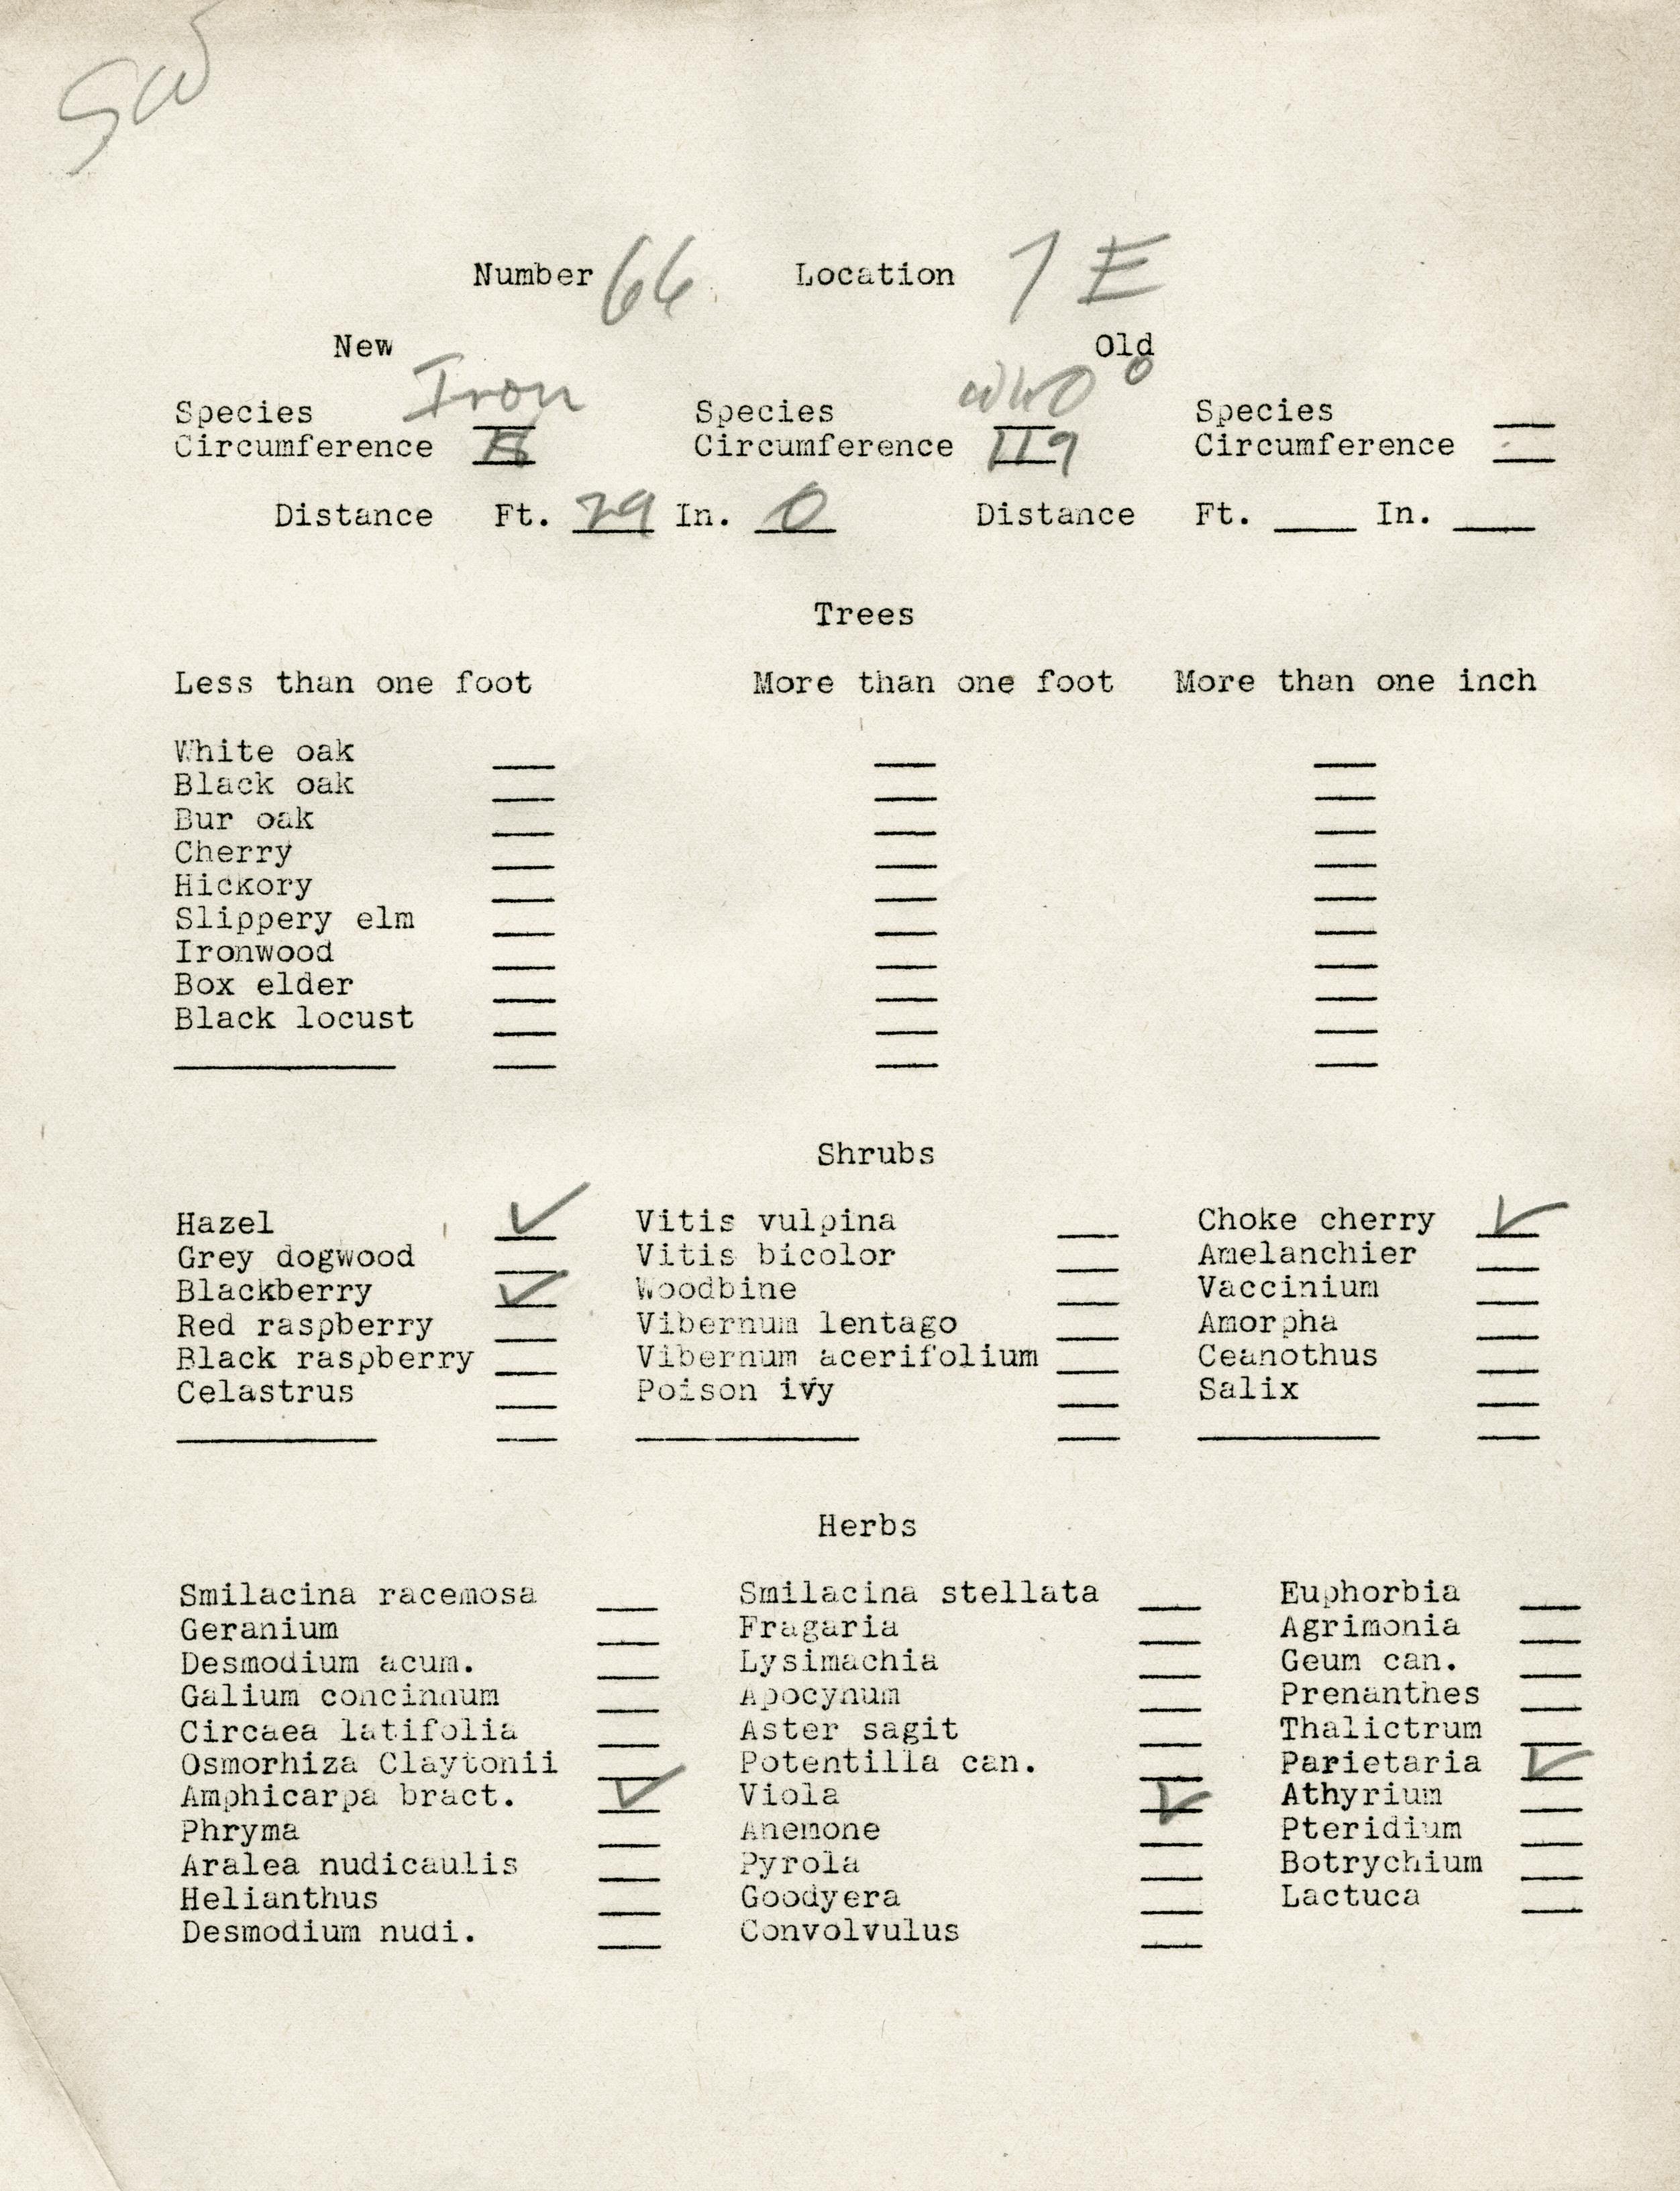 SW
Number 66 Location 7 E
New Old
Species Iron Species WhO Species
Circumference Circumference 119 Circumference
Distance Ft. 29 In. 0 Distance Ft. ___ In. ___
Trees
Less than one foot More than one foot More than one inch
White oak
Black oak
Bur oak
Cherry
Hickory
Slippery elm
Ironwood
Box elder
Black locust
Shrubs
Hazel ✓ Vitis vulpina Choke cherry ✓
Grey dogwood Vitis bicolor Amelanchier
Blackberry ✓ Woodbine Vaccinium
Red raspberry Vibernum lentago Amorpha
Black raspberry Vibernum acerifolium Ceanothus
Celastrus Poison ivy Salix
Herbs
Smilacina racemosa Smilacina stellata Euphorbia
Geranium Fragaria Agrimonia
Desmodium acum. Lysimachia Geum can.
Galium concinnum Apocynum Prenanthes
Circaea latifolia Aster sagit Thalictrum
Osmorhiza Claytonii Potentilla can. Parietaria ✓
Amphicarpa bract. ✓ Viola ✓ Athyrium
Phryma Anemone Pteridium
Aralea nudicaulis Pyrola Botrychium
Helianthus Goodyera Lactuca
Desmodium nudi. Convolvulus